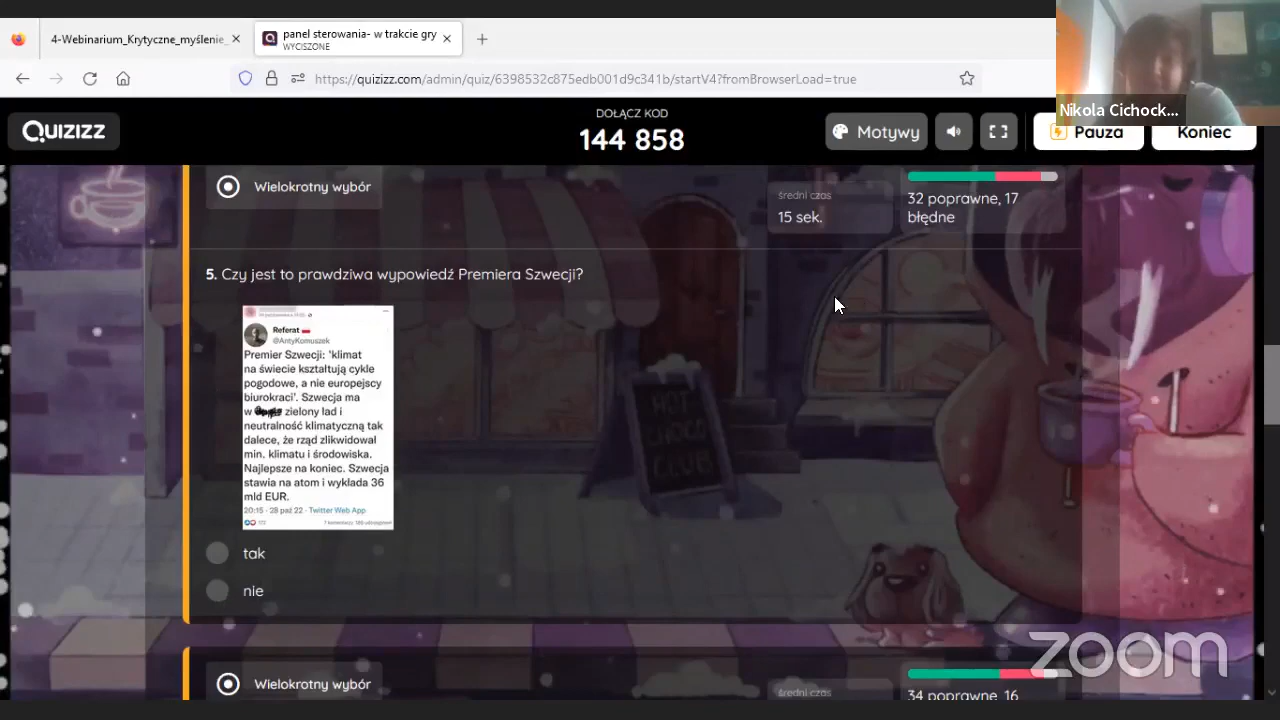 4-Webinarium_Krytyczne_myślenie_
panel sterowania- w trakcie gry
WYCISZONE
https://quizizz.com/admin/quiz/6398532c875edb001d9c341b/startV4?fromBrowserLoad=true
Nikola Cichock...
QUIZIZZ
DOŁĄCZ KOD
144 858
Motywy
Pauza
Koniec
Wielokrotny wybór
średni czas
15 sek.
32 poprawne, 17
błędne
5. Czy jest to prawdziwa wypowiedź Premiera Szwecji?
Referat
@AntyKomuszek
Premier Szwecji: 'klimat
na świecie kształtują cykle
pogodowe, a nie europejscy
biurokraci'. Szwecja ma
w zielony ład i
neutralność klimatyczną tak
dalece, że rząd zlikwidował
min. klimatu i środowiska.
Najlepsze na koniec. Szwecja
stawia na atom i wykłada 36
mld EUR.
20:15 · 28 paź 22 · Twitter Web App
HOT
CHOCO
CLUB
tak
nie
Wielokrotny wybór
średni czas
34 poprawne, 16
zoom